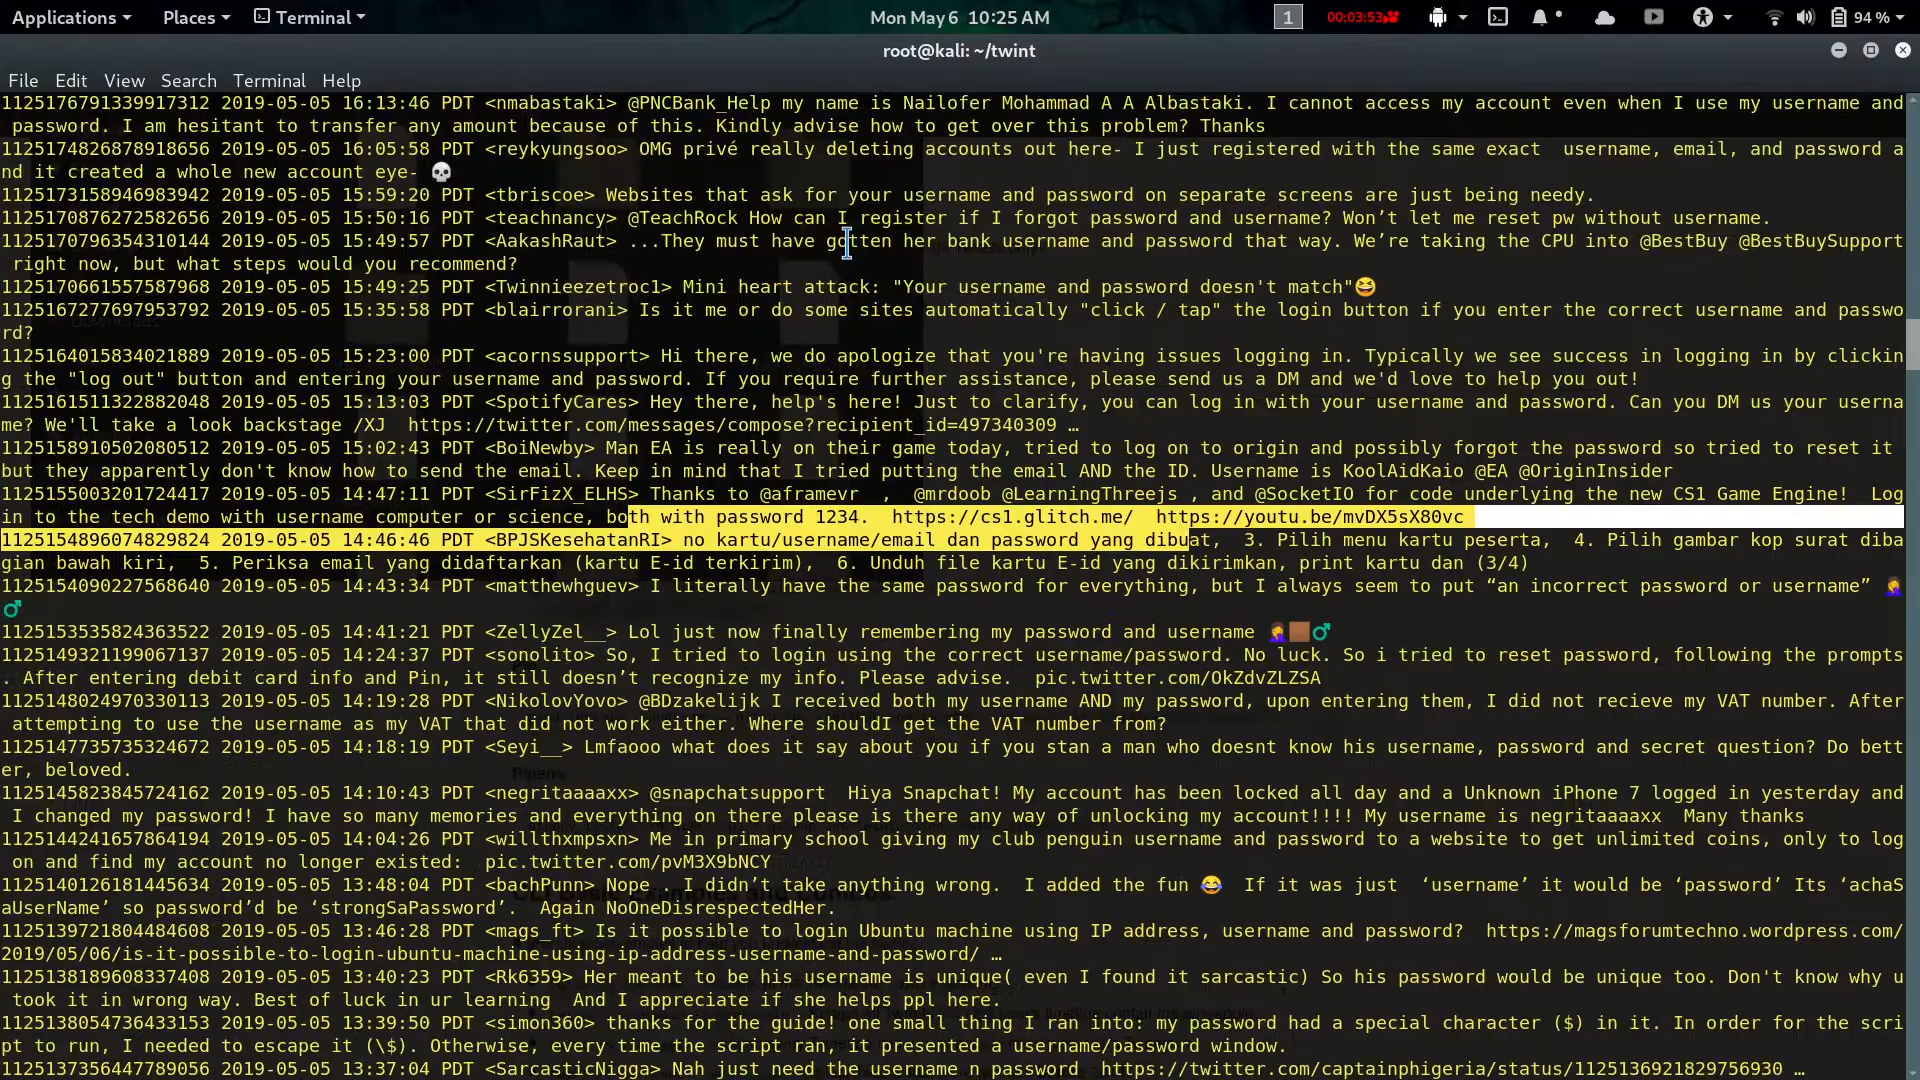 Applications Places Terminal Mon May 6 10:25 AM 1 00:03:53 94 %
root@kali: ~/twint
File Edit View Search Terminal Help
1125176791339917312 2019-05-05 16:13:46 PDT <nmabastaki> @PNCBank_Help my name is Nailofer Mohammad A A Albastaki. I cannot access my account even when I use my username and
password. I am hesitant to transfer any amount because of this. Kindly advise how to get over this problem? Thanks
1125174826878918656 2019-05-05 16:05:58 PDT <reykyungsoo> OMG privé really deleting accounts out here- I just registered with the same exact  username, email, and password a
nd it created a whole new account eye- 💀
1125173158946983942 2019-05-05 15:59:20 PDT <tbriscoe> Websites that ask for your username and password on separate screens are just being needy.
1125170876272582656 2019-05-05 15:50:16 PDT <teachnancy> @TeachRock How can I register if I forgot password and username? Won’t let me reset pw without username.
1125170796354310144 2019-05-05 15:49:57 PDT <AakashRaut> ...They must have gotten her bank username and password that way. We’re taking the CPU into @BestBuy @BestBuySupport
right now, but what steps would you recommend?
1125170661557587968 2019-05-05 15:49:25 PDT <Twinnieezetroc1> Mini heart attack: "Your username and password doesn't match"😆
1125167277697953792 2019-05-05 15:35:58 PDT <blairrorani> Is it me or do some sites automatically "click / tap" the login button if you enter the correct username and passwo
rd?
1125164015834021889 2019-05-05 15:23:00 PDT <acornssupport> Hi there, we do apologize that you're having issues logging in. Typically we see success in logging in by clickin
g the "log out" button and entering your username and password. If you require further assistance, please send us a DM and we'd love to help you out!
1125161511322882048 2019-05-05 15:13:03 PDT <SpotifyCares> Hey there, help's here! Just to clarify, you can log in with your username and password. Can you DM us your userna
me? We'll take a look backstage /XJ  https://twitter.com/messages/compose?recipient_id=497340309 …
1125158910502080512 2019-05-05 15:02:43 PDT <BoiNewby> Man EA is really on their game today, tried to log on to origin and possibly forgot the password so tried to reset it
but they apparently don't know how to send the email. Keep in mind that I tried putting the email AND the ID. Username is KoolAidKaio @EA @OriginInsider
1125155003201724417 2019-05-05 14:47:11 PDT <SirFizX_ELHS> Thanks to @aframevr  ,  @mrdoob @LearningThreejs , and @SocketIO for code underlying the new CS1 Game Engine!  Log
in to the tech demo with username computer or science, both with password 1234.  https://cs1.glitch.me/  https://youtu.be/mvDX5sX80vc
1125154896074829824 2019-05-05 14:46:46 PDT <BPJSKesehatanRI> no kartu/username/email dan password yang dibuat,  3. Pilih menu kartu peserta,  4. Pilih gambar kop surat diba
gian bawah kiri,  5. Periksa email yang didaftarkan (kartu E-id terkirim),  6. Unduh file kartu E-id yang dikirimkan, print kartu dan (3/4)
1125154090227568640 2019-05-05 14:43:34 PDT <matthewhguev> I literally have the same password for everything, but I always seem to put “an incorrect password or username” 🤦
♂
1125153535824363522 2019-05-05 14:41:21 PDT <ZellyZel__> Lol just now finally remembering my password and username 🤦🏾♂
1125149321199067137 2019-05-05 14:24:37 PDT <sonolito> So, I tried to login using the correct username/password. No luck. So i tried to reset password, following the prompts
. After entering debit card info and Pin, it still doesn’t recognize my info. Please advise.  pic.twitter.com/OkZdvZLZSA
1125148024970330113 2019-05-05 14:19:28 PDT <NikolovYovo> @BDzakelijk I received both my username AND my password, upon entering them, I did not recieve my VAT number. After
attempting to use the username as my VAT that did not work either. Where shouldI get the VAT number from?
1125147735735324672 2019-05-05 14:18:19 PDT <Seyi__> Lmfaooo what does it say about you if you stan a man who doesnt know his username, password and secret question? Do bett
er, beloved.
1125145823845724162 2019-05-05 14:10:43 PDT <negritaaaaxx> @snapchatsupport  Hiya Snapchat! My account has been locked all day and a Unknown iPhone 7 logged in yesterday and
I changed my password! I have so many memories and everything on there please is there any way of unlocking my account!!!! My username is negritaaaaxx  Many thanks
1125144241657864194 2019-05-05 14:04:26 PDT <willthxmpsxn> Me in primary school giving my club penguin username and password to a website to get unlimited coins, only to log
on and find my account no longer existed:  pic.twitter.com/pvM3X9bNCY
1125140126181445634 2019-05-05 13:48:04 PDT <bachPunn> Nope . I didn’t take anything wrong.  I added the fun 😂  If it was just  ‘username’ it would be ‘password’ Its ‘achaS
aUserName’ so password’d be ‘strongSaPassword’.  Again NoOneDisrespectedHer.
1125139721804484608 2019-05-05 13:46:28 PDT <mags_ft> Is it possible to login Ubuntu machine using IP address, username and password?  https://magsforumtechno.wordpress.com/
2019/05/06/is-it-possible-to-login-ubuntu-machine-using-ip-address-username-and-password/ …
1125138189608337408 2019-05-05 13:40:23 PDT <Rk6359> Her meant to be his username is unique( even I found it sarcastic) So his password would be unique too. Don't know why u
took it in wrong way. Best of luck in ur learning  And I appreciate if she helps ppl here.
1125138054736433153 2019-05-05 13:39:50 PDT <simon360> thanks for the guide! one small thing I ran into: my password had a special character ($) in it. In order for the scri
pt to run, I needed to escape it (\$). Otherwise, every time the script ran, it presented a username/password window.
1125137356447789056 2019-05-05 13:37:04 PDT <SarcasticNigga> Nah just need the username n password  https://twitter.com/captainphigeria/status/1125136921829756930 …